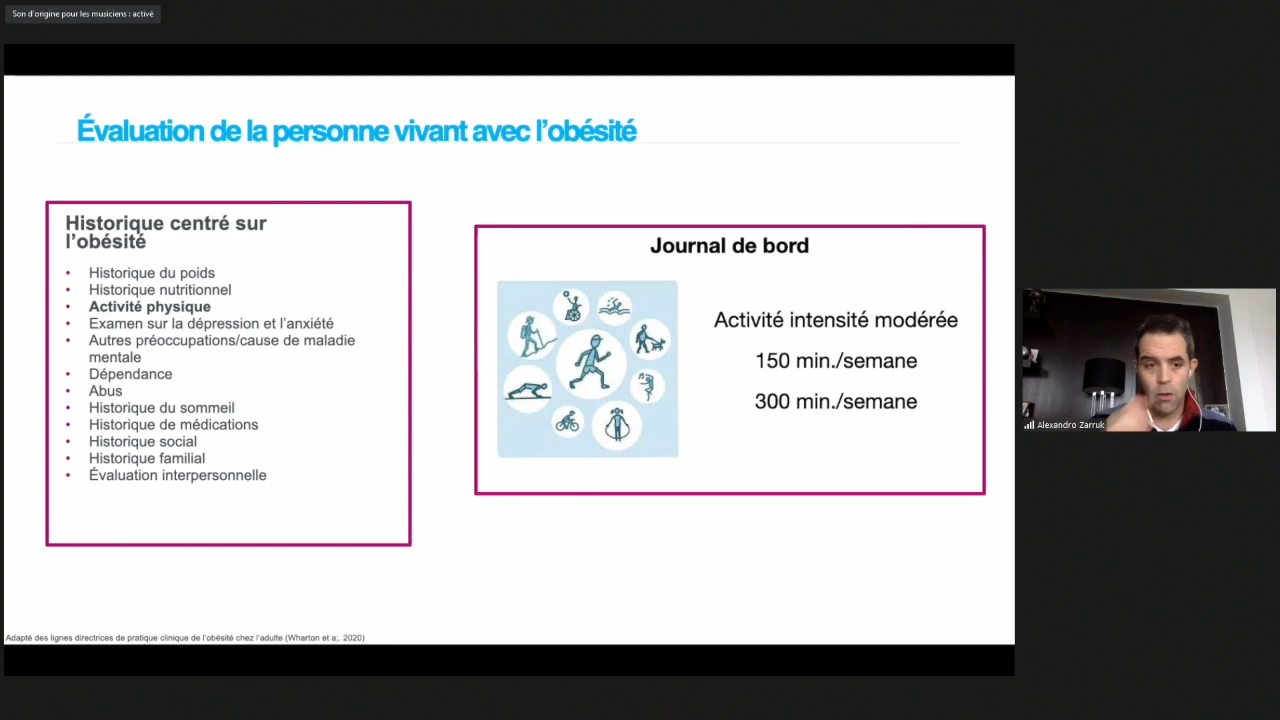 Son d'origine pour les musiciens : activé
Évaluation de la personne vivant avec l'obésité
Historique centré sur
l'obésité
• Historique du poids
• Historique nutritionnel
• Activité physique
• Examen sur la dépression et l'anxiété
• Autres préoccupations/cause de maladie
mentale
• Dépendance
• Abus
• Historique du sommeil
• Historique de médications
• Historique social
• Historique familial
• Évaluation interpersonnelle
Journal de bord
Activité intensité modérée
150 min./semaine
300 min./semaine
Alexandro Zarruk
Adapté des lignes directrices de pratique clinique de l'obésité chez l'adulte (Wharton et a;. 2020)